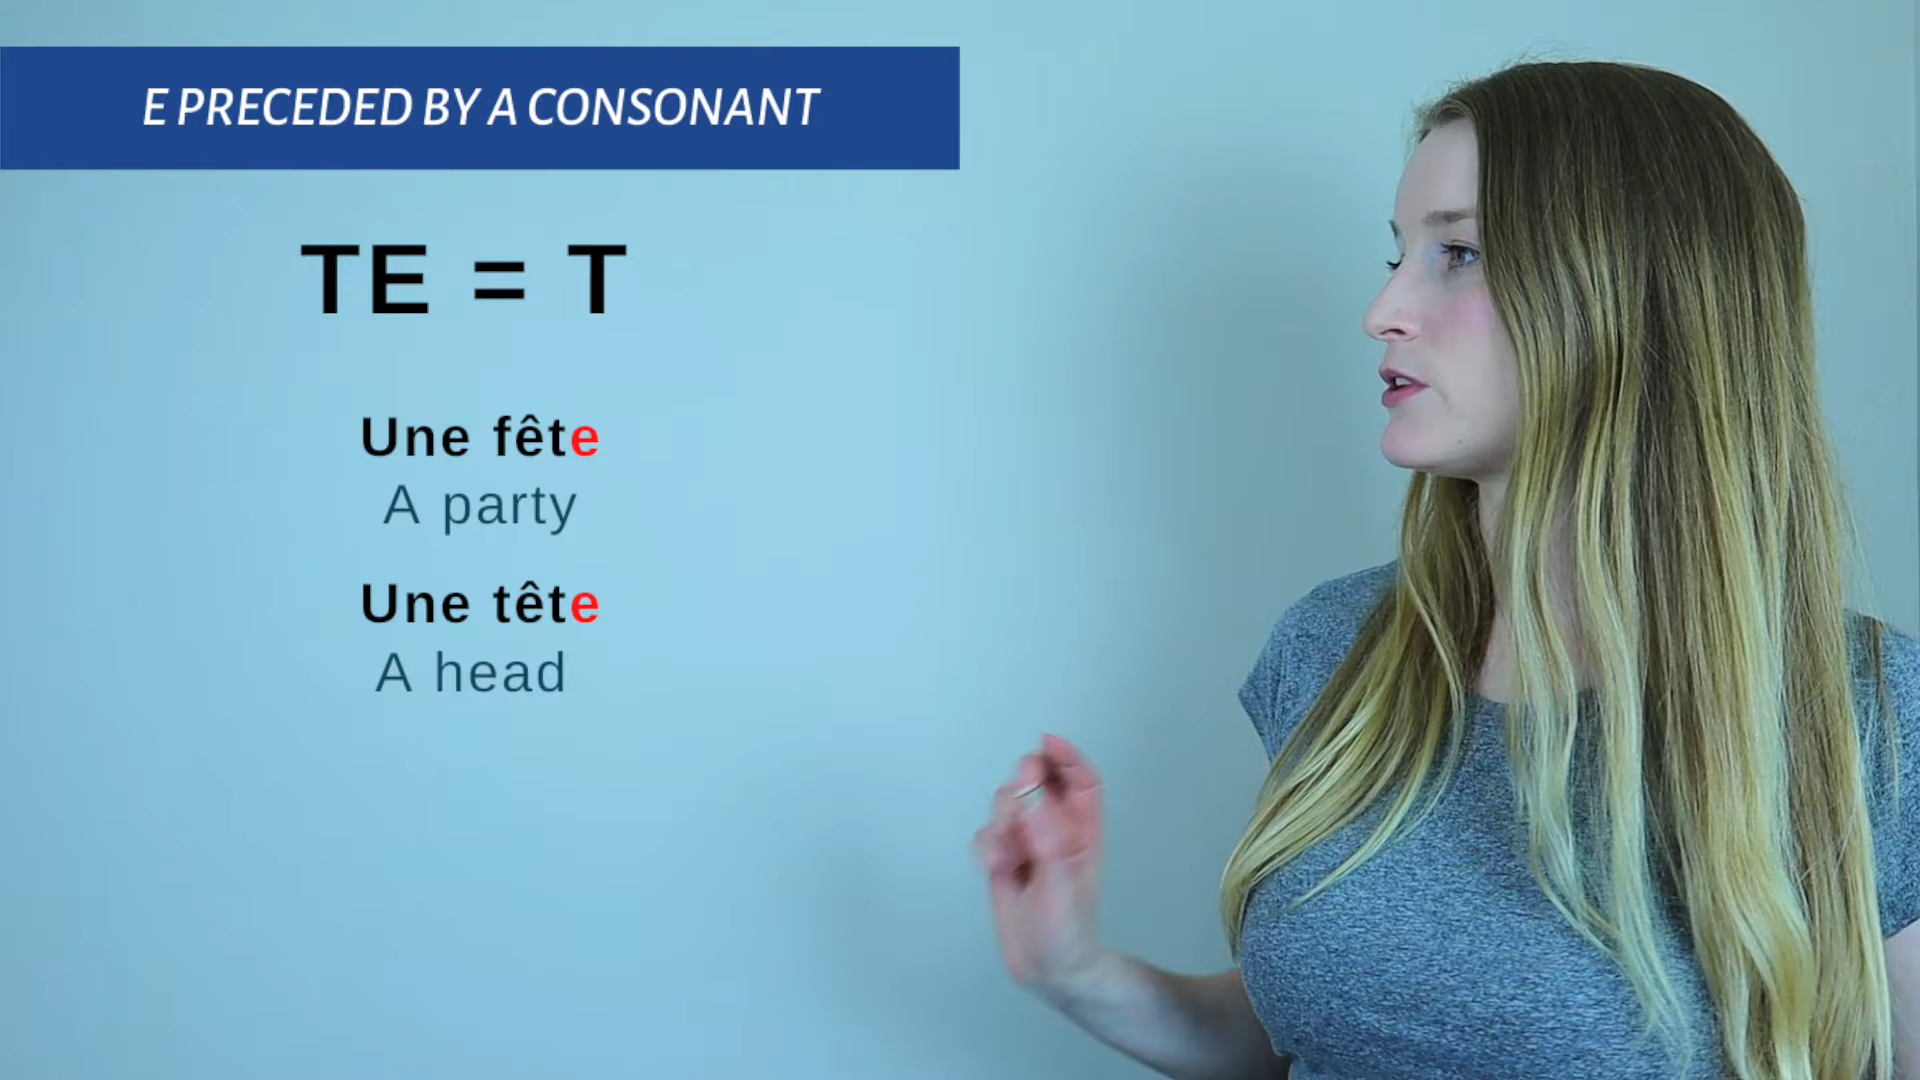 E PRECEDED BY A CONSONANT
TE = T
Une fête
A party
Une tête
A head